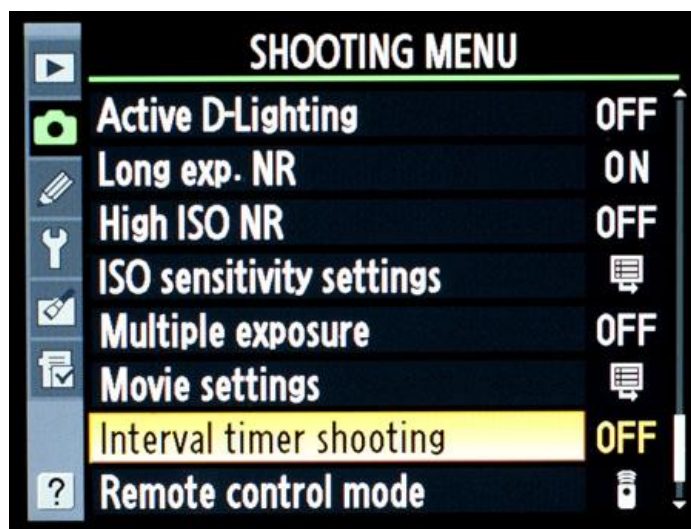 SHOOTING MENU
Active D-Lighting OFF
Long exp. NR ON
High ISO NR OFF
ISO sensitivity settings
Multiple exposure OFF
Movie settings
Interval timer shooting OFF
? Remote control mode